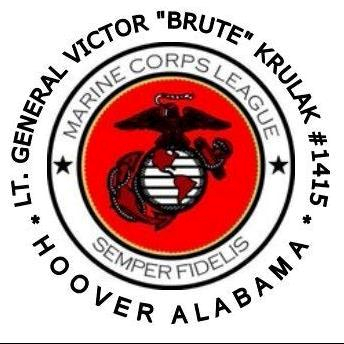 * LT. GENERAL VICTOR "BRUTE" KRULAK #1415 *
HOOVER ALABAMA
MARINE CORPS LEAGUE
SEMPER FIDELIS